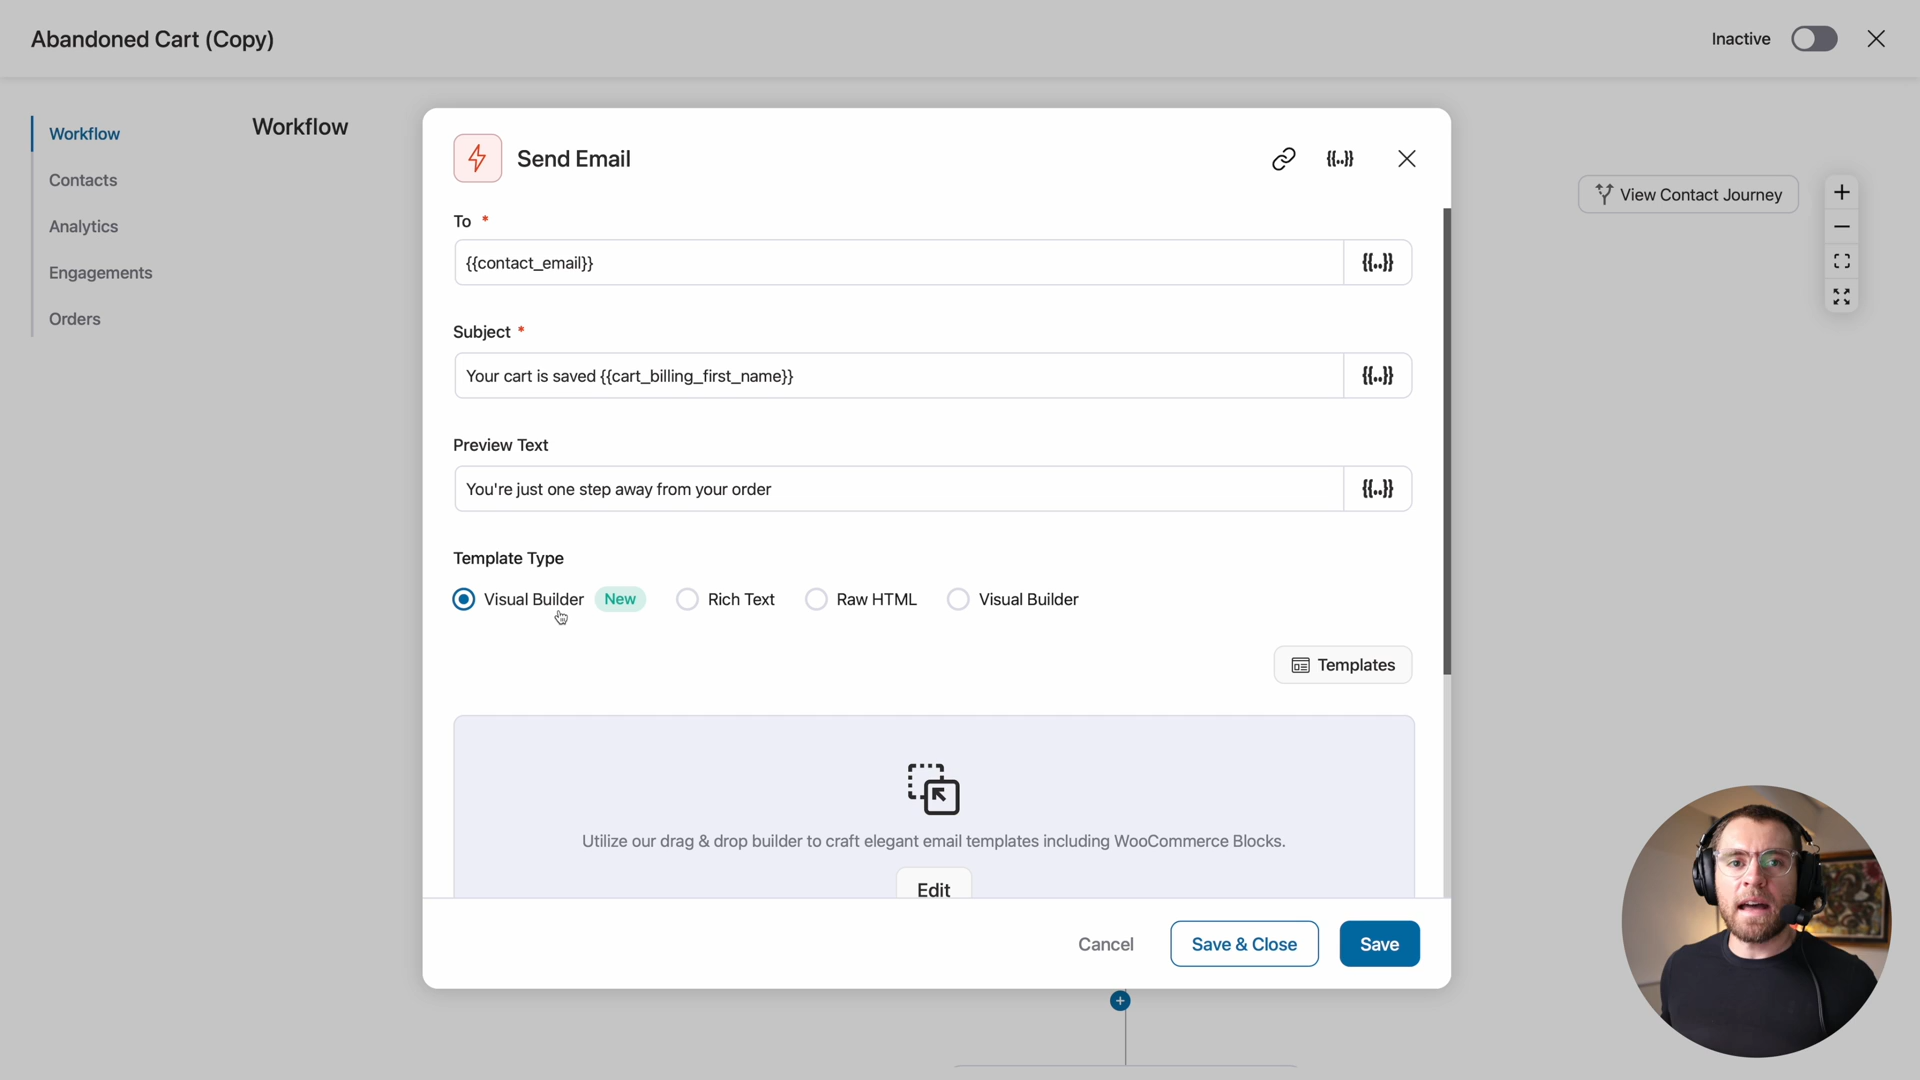 Abandoned Cart (Copy)
Inactive
Workflow
Contacts
Analytics
Engagements
Orders
Workflow
View Contact Journey
Send Email
{{..}}
To *
{{contact_email}}
{{..}}
Subject *
Your cart is saved {{cart_billing_first_name}}
{{..}}
Preview Text
You're just one step away from your order
{{..}}
Template Type
Visual Builder New Rich Text Raw HTML Visual Builder
Templates
Utilize our drag & drop builder to craft elegant email templates including WooCommerce Blocks.
Edit
Cancel Save & Close Save